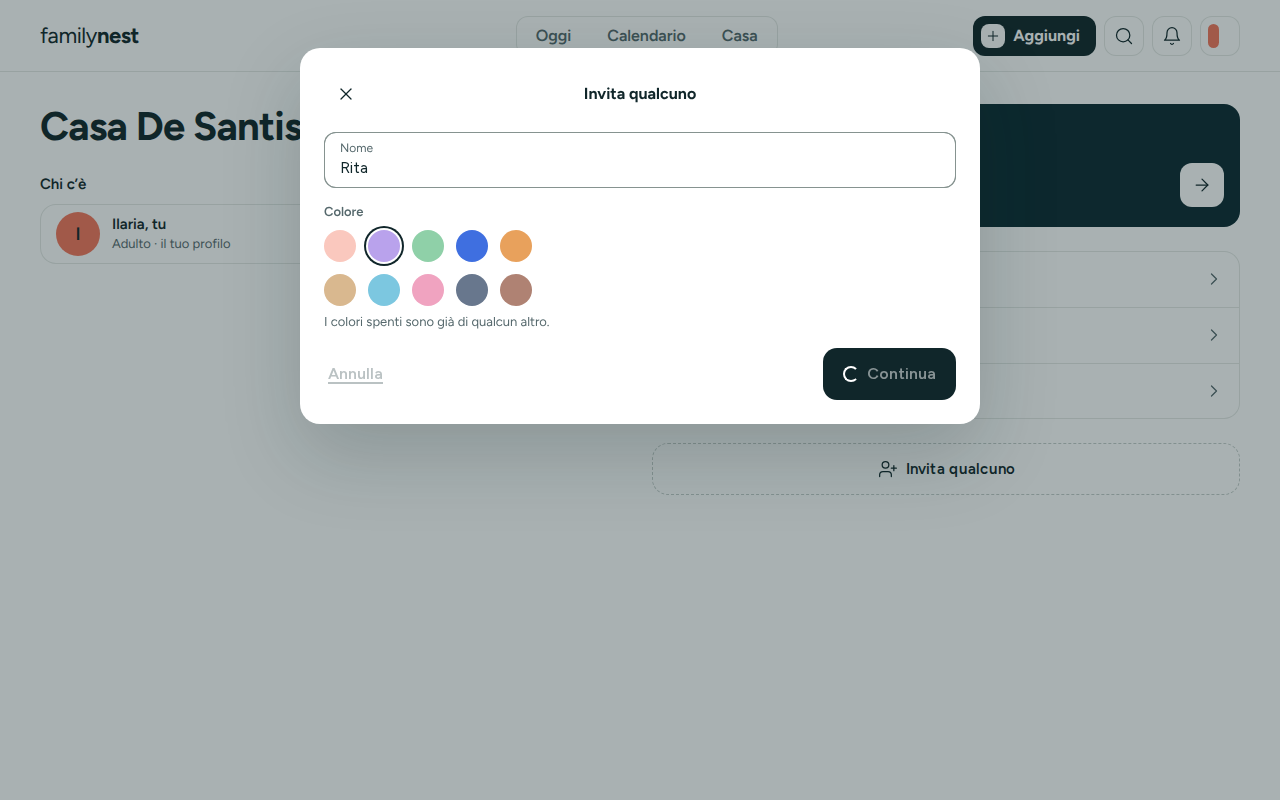 familynest
Oggi Calendario Casa
Aggiungi
Invita qualcuno
Casa De Santis
Nome
Rita
Chi c'è
I
Ilaria, tu
Adulto · il tuo profilo
Colore
I colori spenti sono già di qualcun altro.
Annulla
Continua
Invita qualcuno